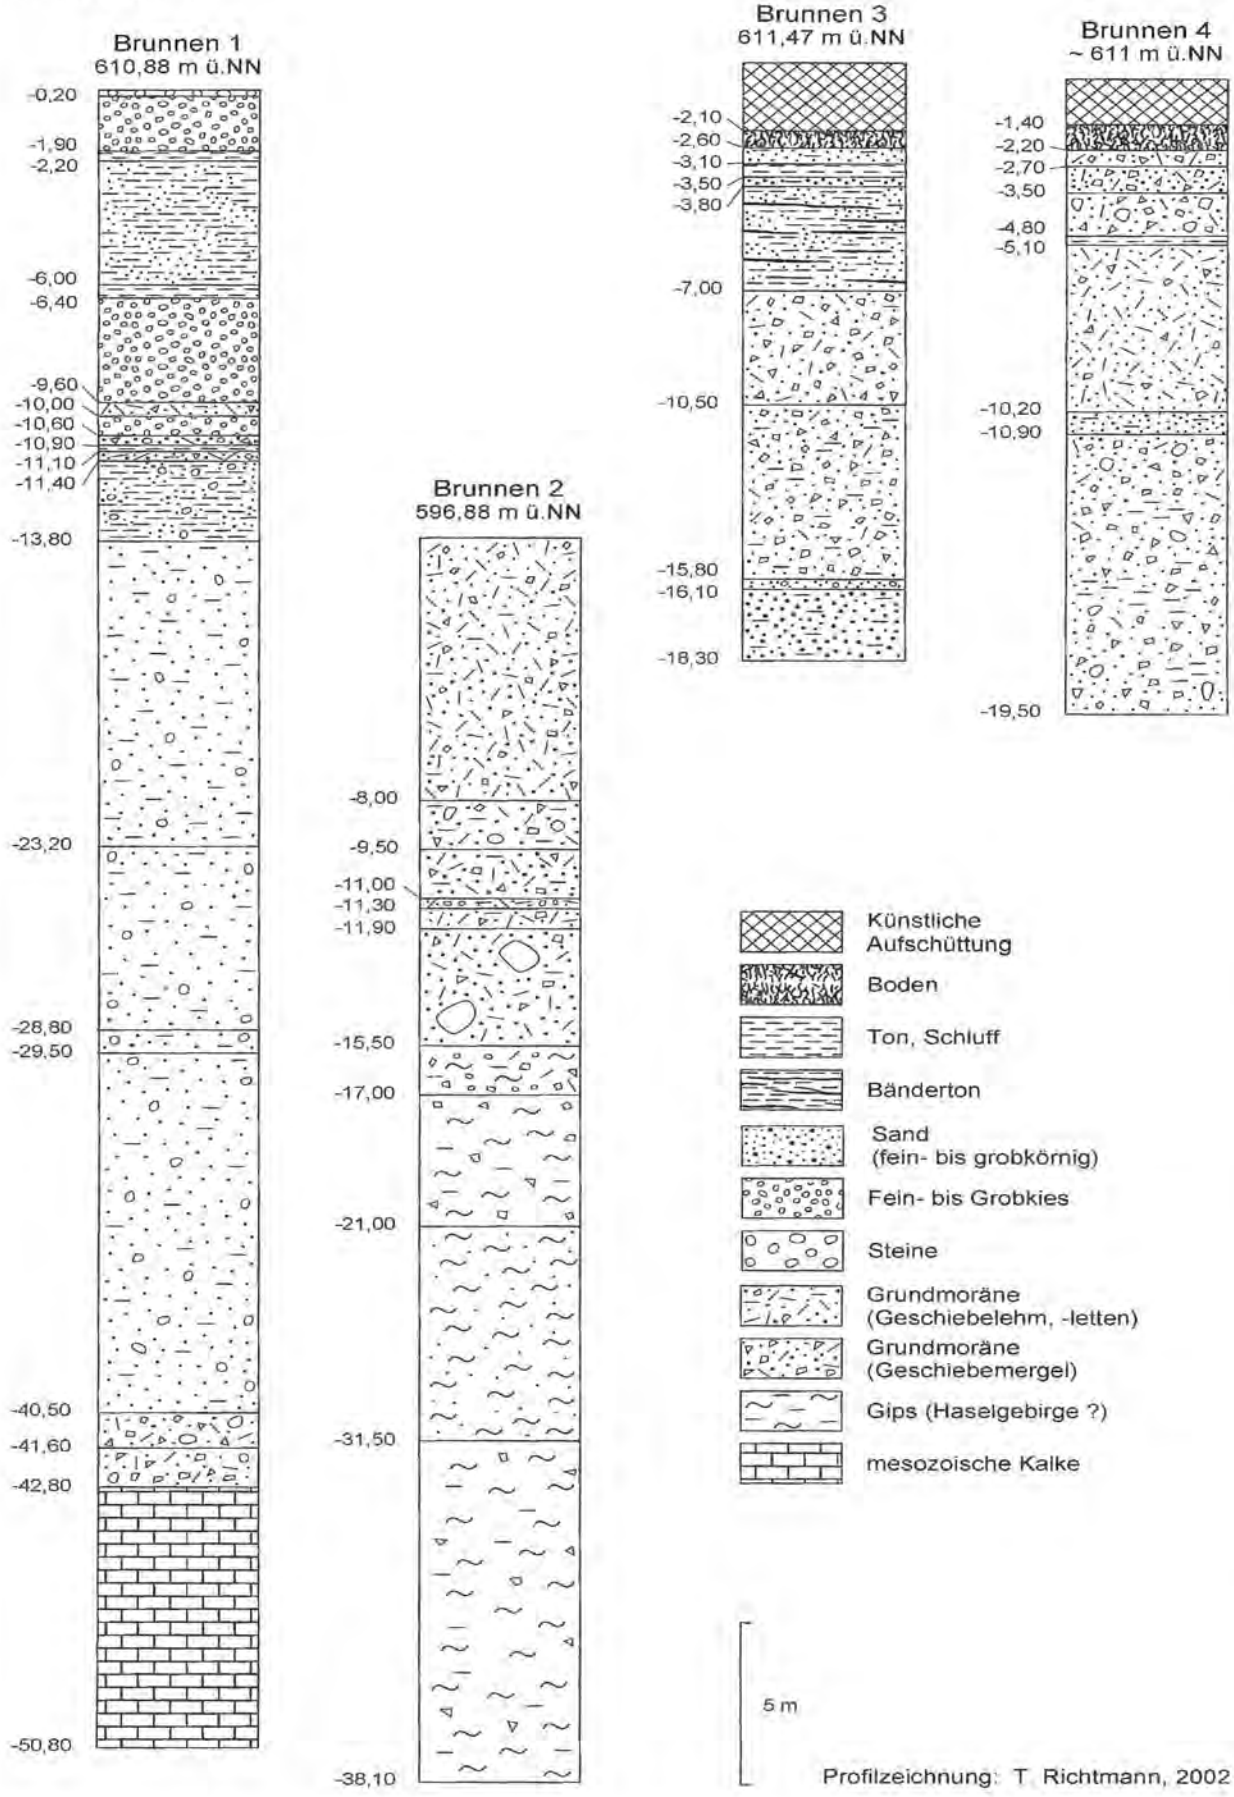 Brunnen 1
610,88 m ü.NN
-0,20
-1,90
-2,20
-6,00
-6,40
-9,60
-10,00
-10,60
-10,90
-11,10
-11,40
-13,80
-23,20
-28,80
-29,50
-40,50
-41,60
-42,80
-50,80
Brunnen 2
596,88 m ü.NN
-8,00
-9,50
-11,00
-11,30
-11,90
-15,50
-17,00
-21,00
-31,50
-38,10
Brunnen 3
611,47 m ü.NN
-2,10
-2,60
-3,10
-3,50
-3,80
-7,00
-10,50
-15,80
-16,10
-18,30
Brunnen 4
~ 611 m ü.NN
-1,40
-2,20
-2,70
-3,50
-4,80
-5,10
-10,20
-10,90
-19,50
Künstliche
Aufschüttung
Boden
Ton, Schluff
Bänderton
Sand
(fein- bis grobkörnig)
Fein- bis Grobkies
Steine
Grundmoräne
(Geschiebelehm, -letten)
Grundmoräne
(Geschiebemergel)
Gips (Haselgebirge ?)
mesozoische Kalke
5 m
Profilzeichnung: T. Richtmann, 2002